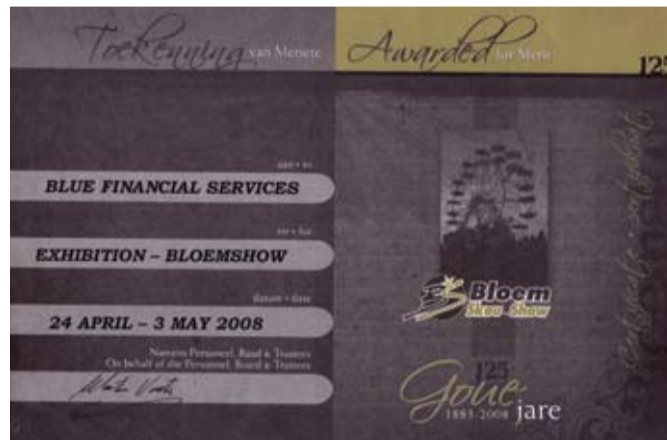 Toekenning van Meriete
Awarded for Merit
125
aan • to
BLUE FINANCIAL SERVICES
vir • for
EXHIBITION – BLOEMSHOW
datum • date
24 APRIL – 3 MAY 2008
Namens Personeel, Raad & Trustees
On behalf of the Personnel, Board & Trustees
Bloem
Skou Show
125
Goue
1883-2008 jare